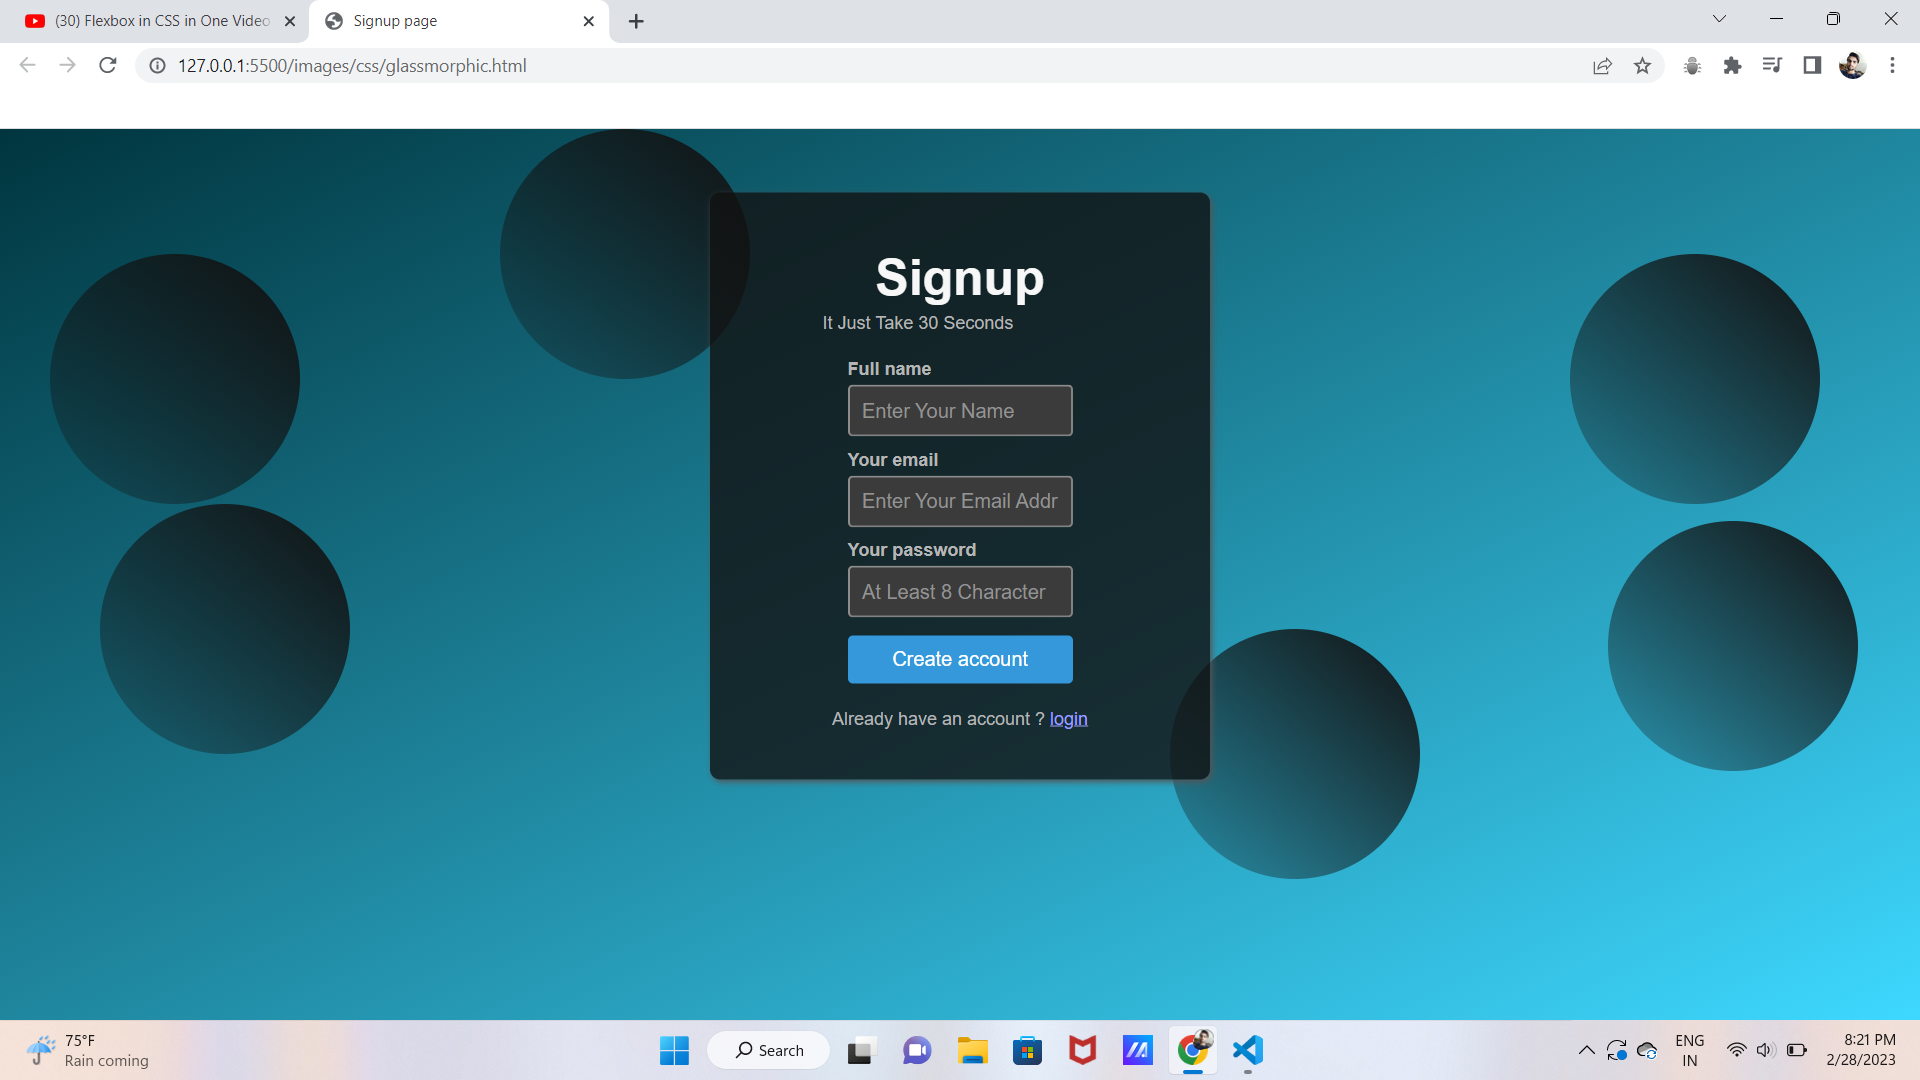 (30) Flexbox in CSS in One Video
Signup page
127.0.0.1:5500/images/css/glassmorphic.html
Signup
It Just Take 30 Seconds
Full name
Enter Your Name
Your email
Enter Your Email Addr
Your password
At Least 8 Character
Create account
Already have an account ? login
75°F
Rain coming
Search
ENG
IN
8:21 PM
2/28/2023